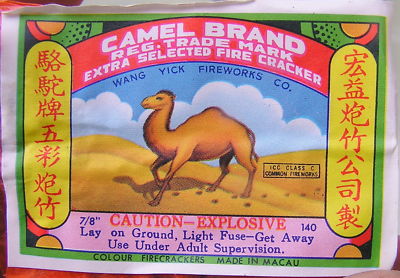 CAMEL BRAND
REG. TRADE MARK
EXTRA SELECTED FIRE CRACKER
WANG YICK FIREWORKS CO.
駱駝牌五彩炮竹
宏益炮竹公司製
ICC CLASS C
COMMON FIREWORKS
7/8" CAUTION—EXPLOSIVE 140
Lay on Ground, Light Fuse—Get Away
Use Under Adult Supervision.
COLOUR FIRECRACKERS MADE IN MACAU